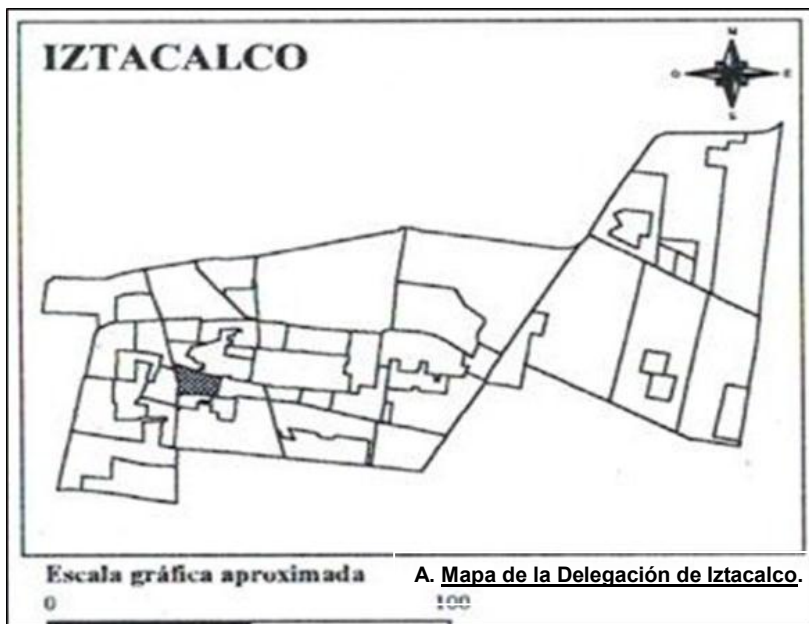 IZTACALCO
N
O E
S
Escala gráfica aproximada
A. Mapa de la Delegación de Iztacalco.
0 100